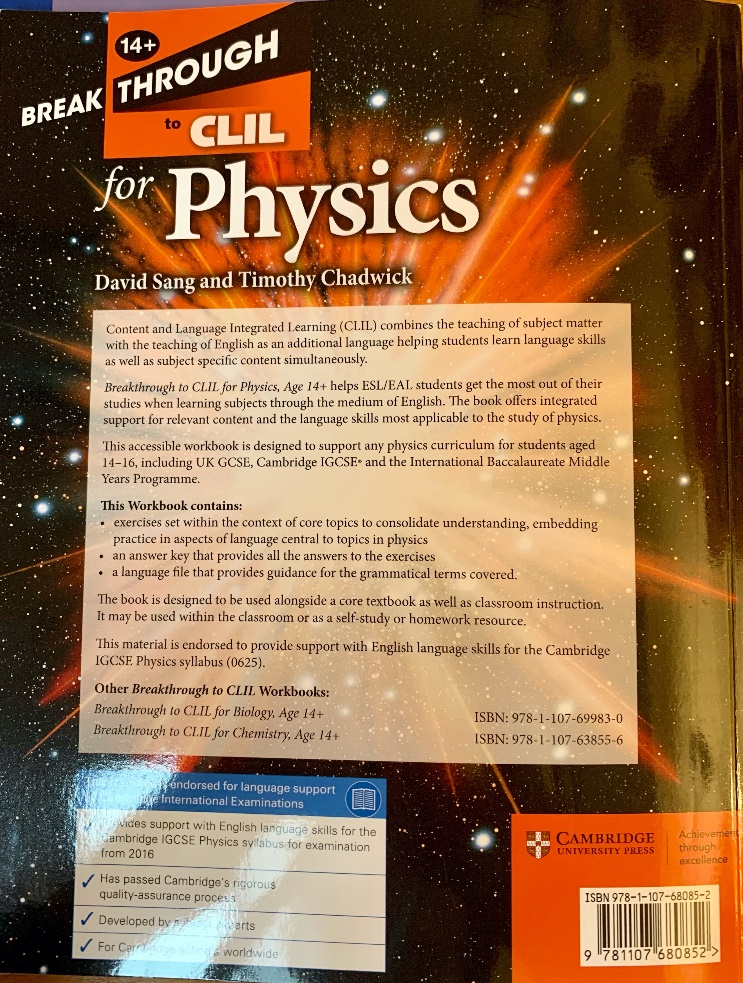 14+
BREAK THROUGH
to CLIL
for Physics
David Sang and Timothy Chadwick
Content and Language Integrated Learning (CLIL) combines the teaching of subject matter
with the teaching of English as an additional language helping students learn language skills
as well as subject specific content simultaneously.
Breakthrough to CLIL for Physics, Age 14+ helps ESL/EAL students get the most out of their
studies when learning subjects through the medium of English. The book offers integrated
support for relevant content and the language skills most applicable to the study of physics.
This accessible workbook is designed to support any physics curriculum for students aged
14–16, including UK GCSE, Cambridge IGCSE® and the International Baccalaureate Middle
Years Programme.
This Workbook contains:
• exercises set within the context of core topics to consolidate understanding, embedding
practice in aspects of language central to topics in physics
• an answer key that provides all the answers to the exercises
• a language file that provides guidance for the grammatical terms covered.
The book is designed to be used alongside a core textbook as well as classroom instruction.
It may be used within the classroom or as a self-study or homework resource.
This material is endorsed to provide support with English language skills for the Cambridge
IGCSE Physics syllabus (0625).
Other Breakthrough to CLIL Workbooks:
Breakthrough to CLIL for Biology, Age 14+ ISBN: 978-1-107-69983-0
Breakthrough to CLIL for Chemistry, Age 14+ ISBN: 978-1-107-63855-6
endorsed for language support
International Examinations
Provides support with English language skills for the
Cambridge IGCSE Physics syllabus for examination
from 2016
✓ Has passed Cambridge's rigorous
quality-assurance process
✓ Developed by
✓ For Cambridge schools worldwide
CAMBRIDGE
UNIVERSITY PRESS
Achievement
through
excellence
ISBN 978-1-107-68085-2
9 781107 680852 >